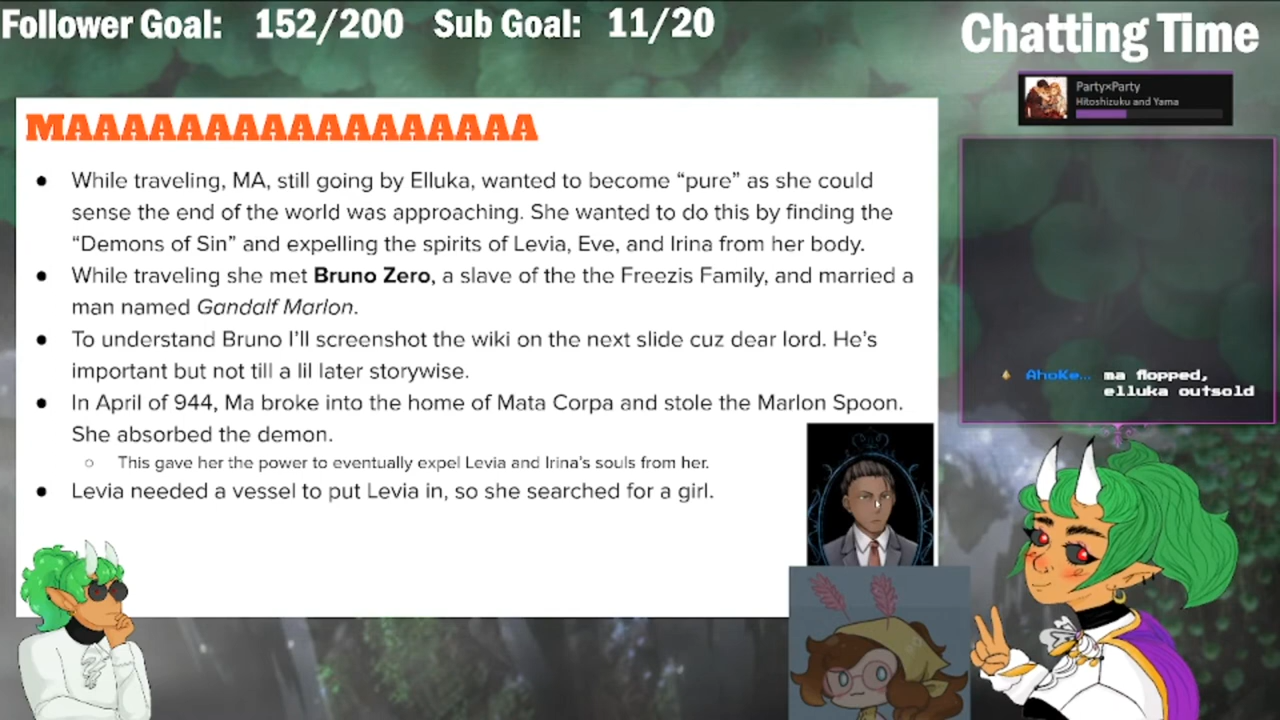 Follower Goal: 152/200 Sub Goal: 11/20
Chatting Time
Party×Party
Hitoshizuku and Yama
MAAAAAAAAAAAAAAAAAA
● While traveling, MA, still going by Elluka, wanted to become “pure” as she could
sense the end of the world was approaching. She wanted to do this by finding the
“Demons of Sin” and expelling the spirits of Levia, Eve, and Irina from her body.
● While traveling she met Bruno Zero, a slave of the the Freezis Family, and married a
man named Gandalf Marlon.
● To understand Bruno I’ll screenshot the wiki on the next slide cuz dear lord. He’s
important but not till a lil later storywise.
● In April of 944, Ma broke into the home of Mata Corpa and stole the Marlon Spoon.
She absorbed the demon.
○ This gave her the power to eventually expel Levia and Irina’s souls from her.
● Levia needed a vessel to put Levia in, so she searched for a girl.
AhoKe... ma flopped,
elluka outsold